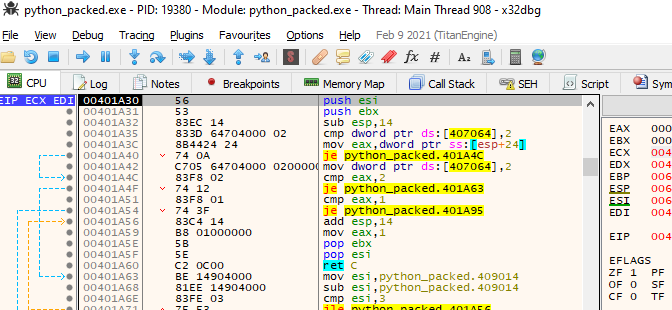 python_packed.exe - PID: 19380 - Module: python_packed.exe - Thread: Main Thread 908 - x32dbg
File View Debug Tracing Plugins Favourites Options Help Feb 9 2021 (TitanEngine)
CPU Log Notes Breakpoints Memory Map Call Stack SEH Script Sym
EIP ECX EDI 00401A30 56 push esi
00401A31 53 push ebx
00401A32 83EC 14 sub esp,14
00401A35 833D 64704000 02 cmp dword ptr ds:[407064],2
00401A3C 8B4424 24 mov eax,dword ptr ss:[esp+24]
00401A40 74 0A je python_packed.401A4C
00401A42 C705 64704000 0200000 mov dword ptr ds:[407064],2
00401A4C 83F8 02 cmp eax,2
00401A4F 74 12 je python_packed.401A63
00401A51 83F8 01 cmp eax,1
00401A54 74 3F je python_packed.401A95
00401A56 83C4 14 add esp,14
00401A59 B8 01000000 mov eax,1
00401A5E 5B pop ebx
00401A5F 5E pop esi
00401A60 C2 0C00 ret C
00401A63 BE 14904000 mov esi,python_packed.409014
00401A68 81EE 14904000 sub esi,python_packed.409014
00401A6E 83FE 03 cmp esi,3
00401A71 7E E3 jle python_packed.401A56
EAX 000
EBX 000
ECX 004
EDX 004
EBP 006
ESP 006
ESI 006
EDI 004
EIP 004
EFLAGS
ZF 1 PF
OF 0 SF
CF 0 TF